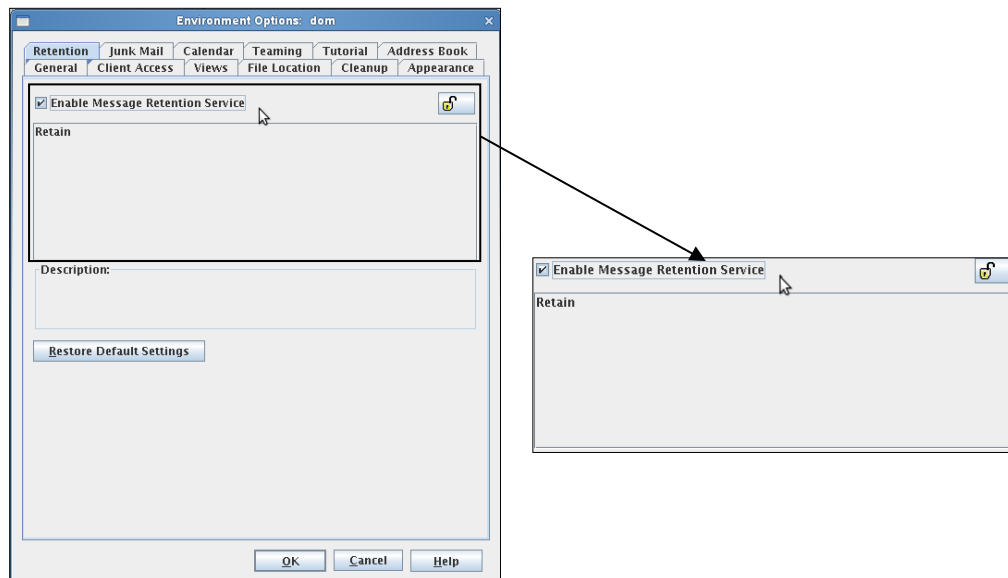 Environment Options: dom
Retention Junk Mail Calendar Teaming Tutorial Address Book
General Client Access Views File Location Cleanup Appearance
Enable Message Retention Service
Retain
Description:
Restore Default Settings
OK Cancel Help
Enable Message Retention Service
Retain